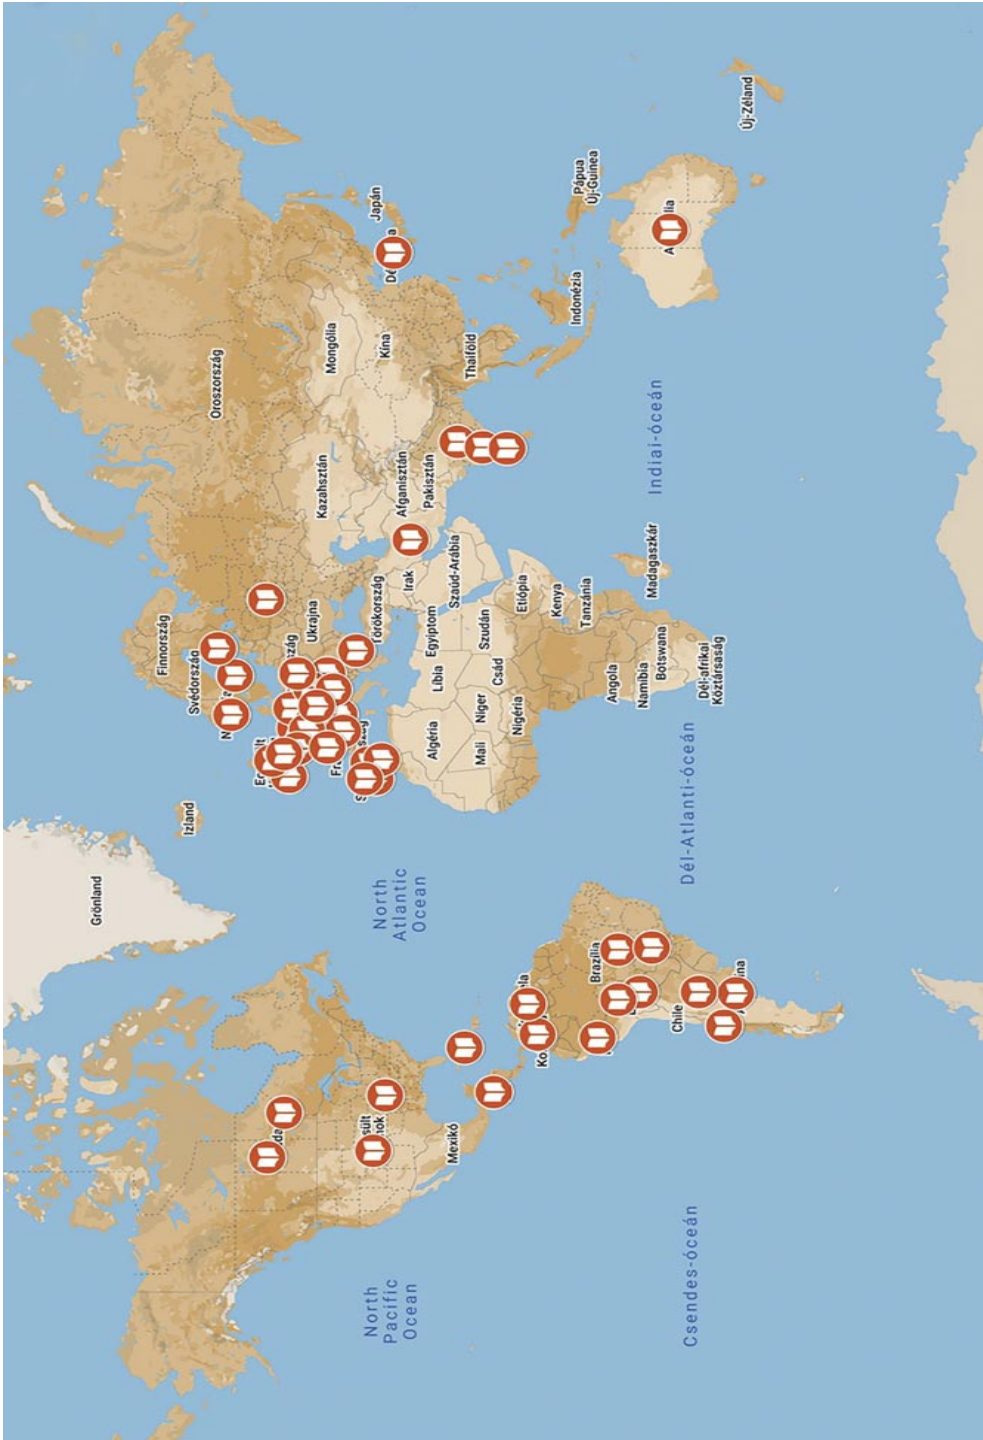 Grönland
Izland
Finnország
Svédország
Oroszország
Ukrajna
Kazahsztán
Mongólia
Törökország
Irak
Afganisztán
Pakisztán
Kína
Japán
Thaiföld
Szaúd-Arábia
Egyiptom
Líbia
Algéria
Mali
Niger
Csád
Szudán
Nigéria
Etiópia
Kenya
Tanzánia
Angola
Namíbia
Botswana
Dél-afrikai
Köztársaság
Madagaszkár
Indonézia
Pápua
Új-Guinea
Új-Zéland
Mexikó
Brazília
Chile
North
Atlantic
Ocean
North
Pacific
Ocean
Csendes-óceán
Dél-Atlanti-óceán
Indiai-óceán